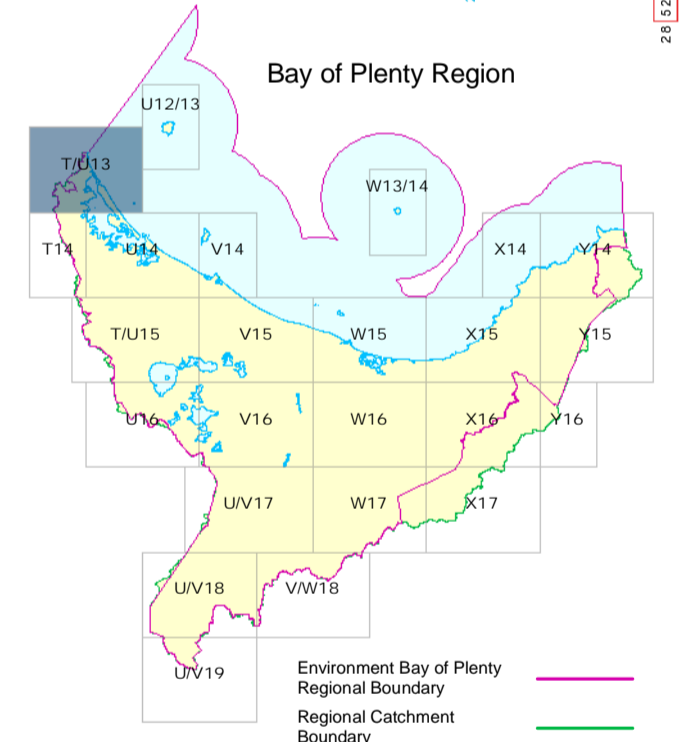 28 52
Bay of Plenty Region
U12/13
T/U13
W13/14
T14
U14
V14
X14
Y14
T/U15
V15
W15
X15
Y15
U16
V16
W16
X16
Y16
U/V17
W17
X17
U/V18
V/W18
U/V19
Environment Bay of Plenty
Regional Boundary
Regional Catchment
Boundary